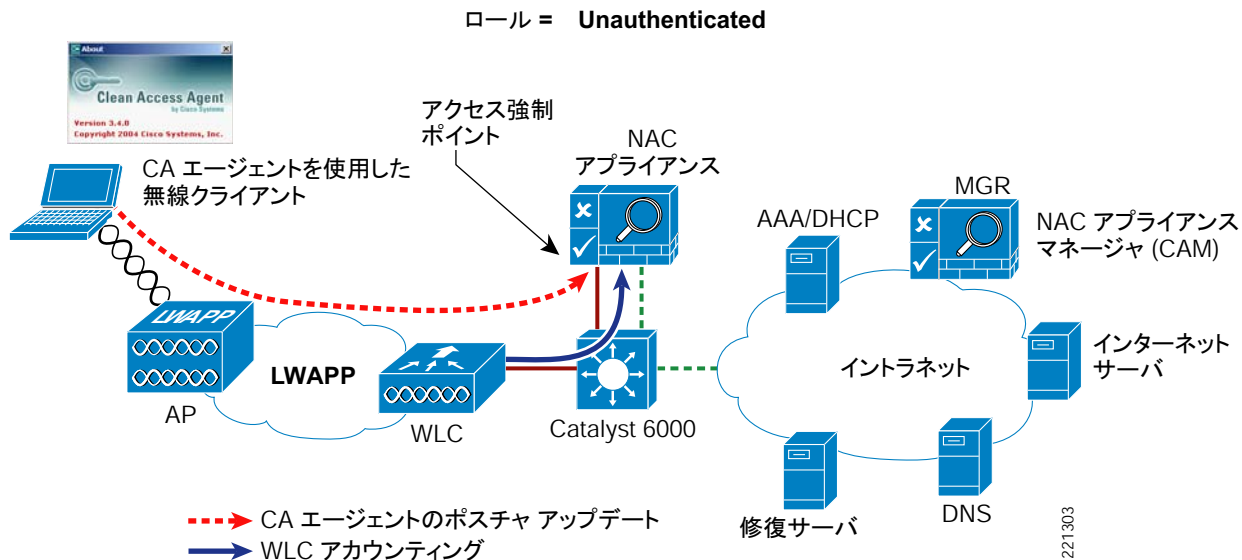 ロール = Unauthenticated
About
Clean Access Agent
by Cisco Systems
Version 3.4.0
Copyright 2004 Cisco Systems, Inc.
アクセス強制
ポイント
NAC
アプライアンス
CA エージェントを使用した
無線クライアント
MGR
AAA/DHCP
NAC アプライアンス
マネージャ (CAM)
LWAPP
LWAPP
イントラネット
インターネット
サーバ
AP
WLC
Catalyst 6000
修復サーバ
DNS
CA エージェントのポスチャ アップデート
WLC アカウンティング
221303